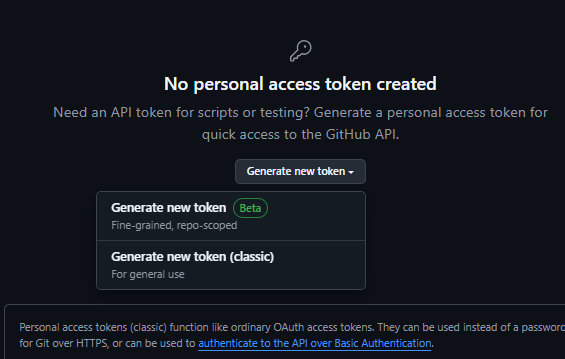 No personal access token created
Need an API token for scripts or testing? Generate a personal access token for
quick access to the GitHub API.
Generate new token
Generate new token Beta
Fine-grained, repo-scoped
Generate new token (classic)
For general use
Personal access tokens (classic) function like ordinary OAuth access tokens. They can be used instead of a password
for Git over HTTPS, or can be used to authenticate to the API over Basic Authentication.